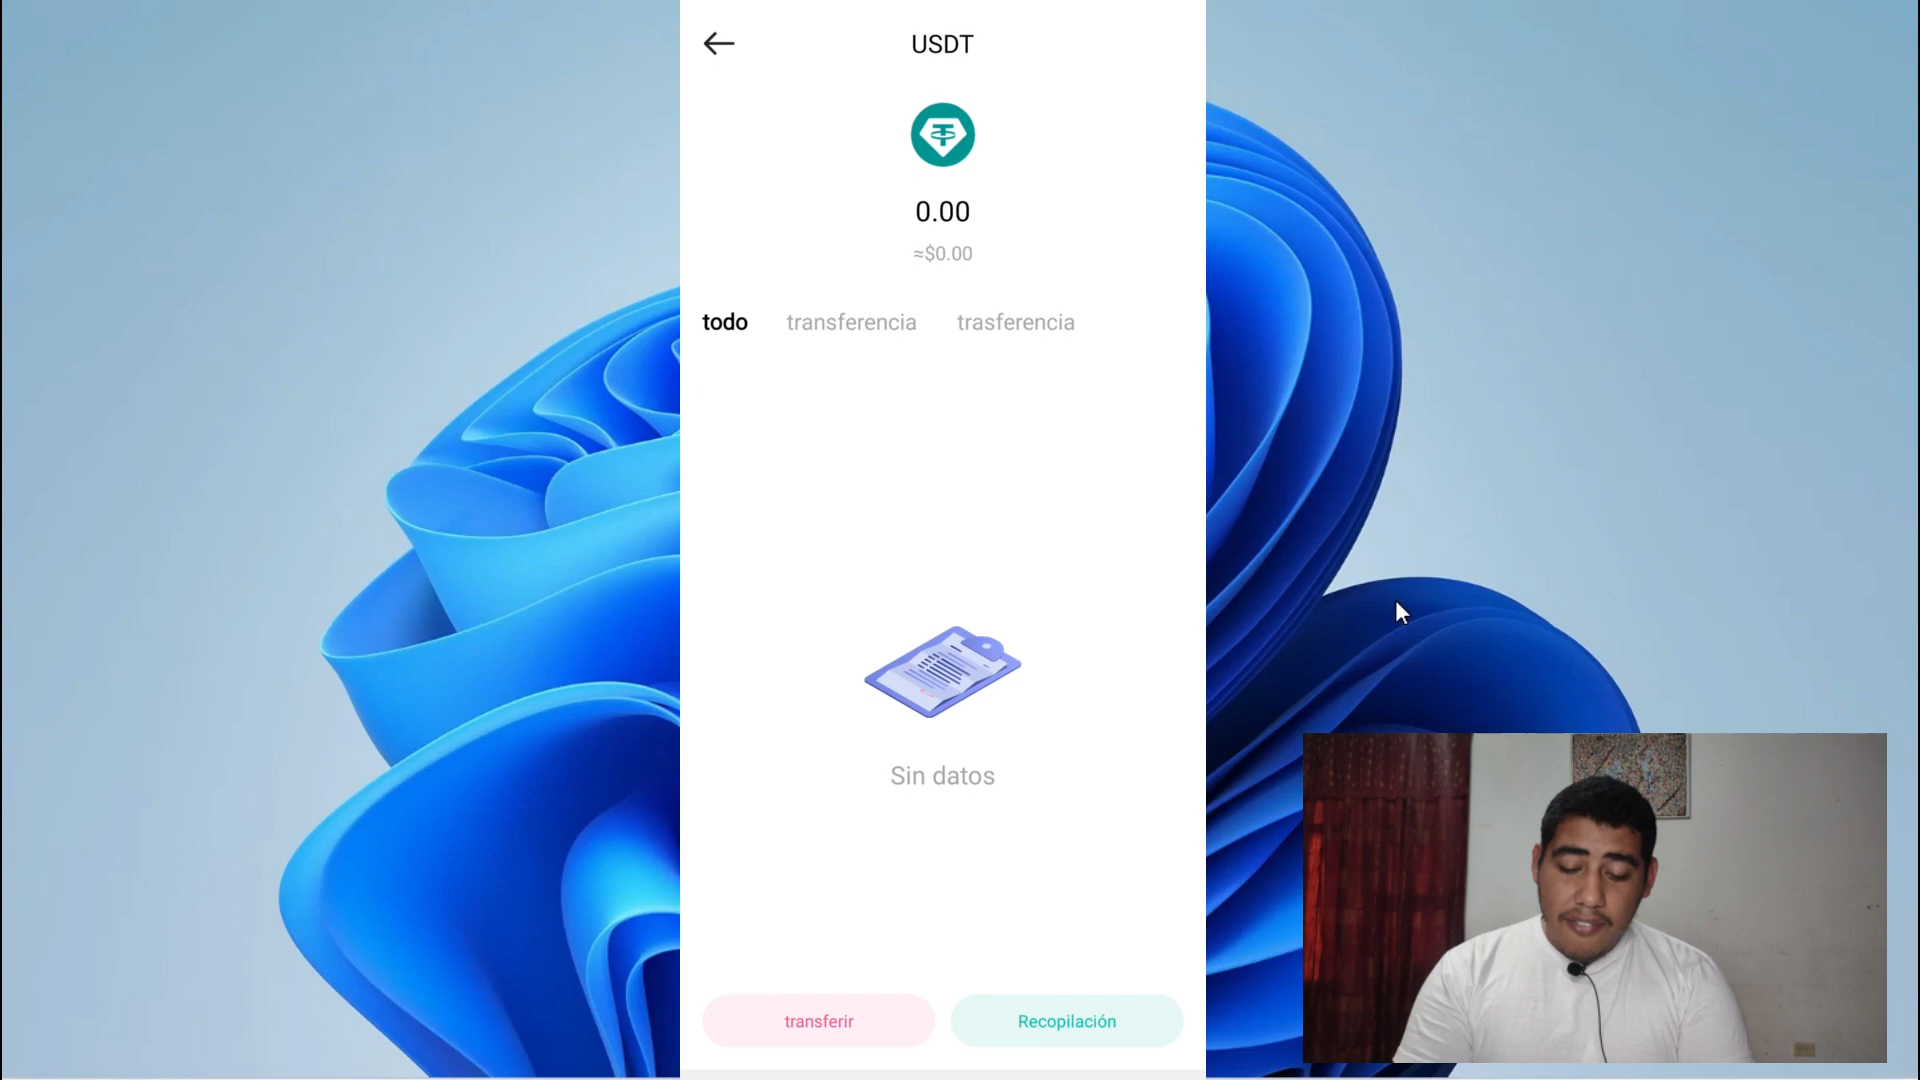 USDT
0.00
≈$0.00
todo transferencia trasferencia
Sin datos
transferir Recopilación